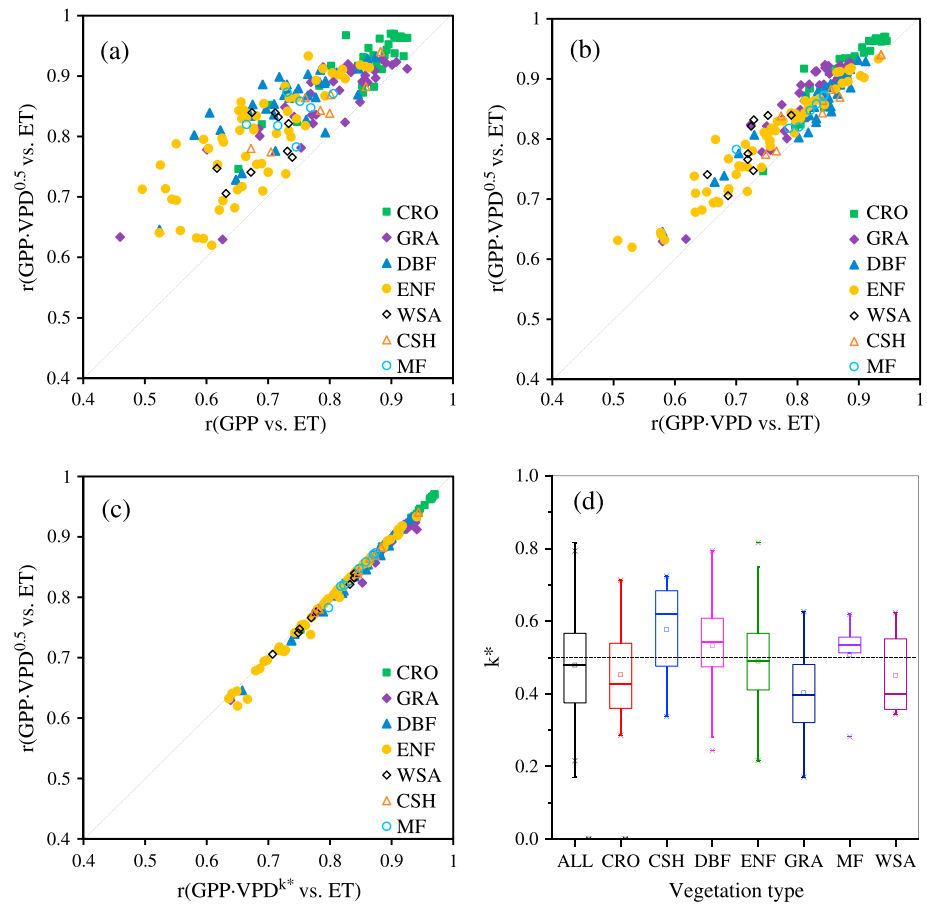 (a)
r(GPP·VPD^0.5 vs. ET)
1
0.9
0.8
0.7
0.6
0.5
0.4
CRO
GRA
DBF
ENF
WSA
CSH
MF
0.4 0.5 0.6 0.7 0.8 0.9 1
r(GPP vs. ET)
(b)
r(GPP·VPD^0.5 vs. ET)
1
0.9
0.8
0.7
0.6
0.5
0.4
CRO
GRA
DBF
ENF
WSA
CSH
MF
0.4 0.5 0.6 0.7 0.8 0.9 1
r(GPP·VPD vs. ET)
(c)
r(GPP·VPD^0.5 vs. ET)
1
0.9
0.8
0.7
0.6
0.5
0.4
CRO
GRA
DBF
ENF
WSA
CSH
MF
0.4 0.5 0.6 0.7 0.8 0.9 1
r(GPP·VPD^k* vs. ET)
(d)
k*
1.0
0.8
0.6
0.4
0.2
0.0
ALL CRO CSH DBF ENF GRA MF WSA
Vegetation type